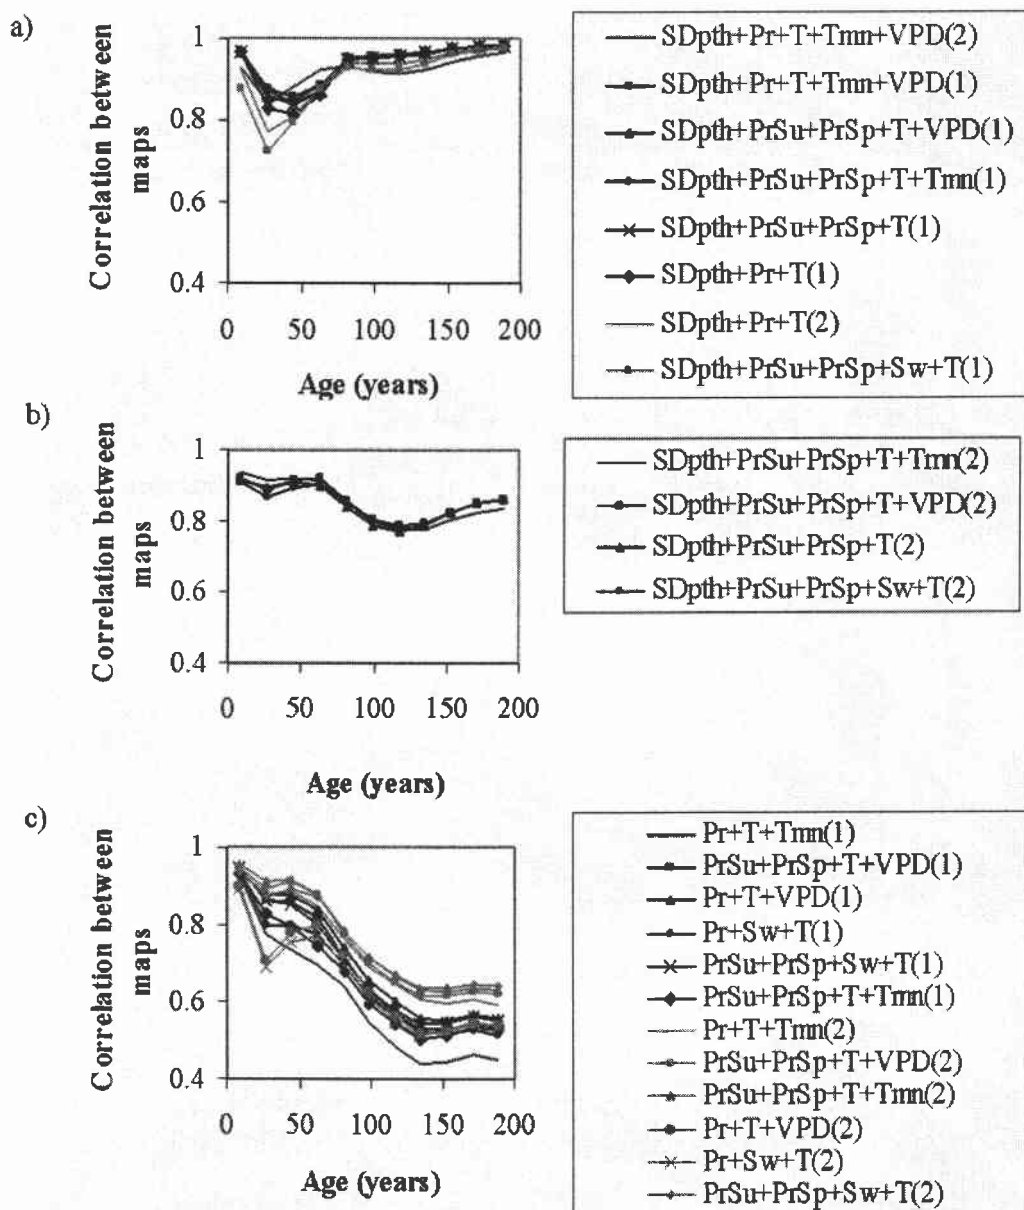 a)
Correlation between
maps
1
0.8
0.6
0.4
0 50 100 150 200
Age (years)
SDpth+Pr+T+Tmn+VPD(2)
SDpth+Pr+T+Tmn+VPD(1)
SDpth+PrSu+PrSp+T+VPD(1)
SDpth+PrSu+PrSp+T+Tmn(1)
SDpth+PrSu+PrSp+T(1)
SDpth+Pr+T(1)
SDpth+Pr+T(2)
SDpth+PrSu+PrSp+Sw+T(1)
b)
Correlation between
maps
1
0.8
0.6
0.4
0 50 100 150 200
Age (years)
SDpth+PrSu+PrSp+T+Tmn(2)
SDpth+PrSu+PrSp+T+VPD(2)
SDpth+PrSu+PrSp+T(2)
SDpth+PrSu+PrSp+Sw+T(2)
c)
Correlation between
maps
1
0.8
0.6
0.4
0 50 100 150 200
Age (years)
Pr+T+Tmn(1)
PrSu+PrSp+T+VPD(1)
Pr+T+VPD(1)
Pr+Sw+T(1)
PrSu+PrSp+Sw+T(1)
PrSu+PrSp+T+Tmn(1)
Pr+T+Tmn(2)
PrSu+PrSp+T+VPD(2)
PrSu+PrSp+T+Tmn(2)
Pr+T+VPD(2)
Pr+Sw+T(2)
PrSu+PrSp+Sw+T(2)